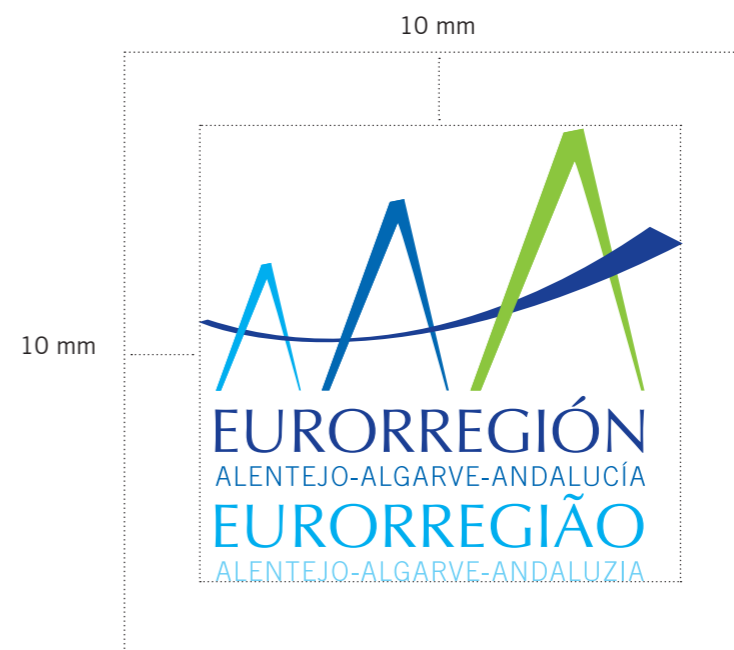 10 mm
10 mm
EURORREGIÓN
ALENTEJO-ALGARVE-ANDALUCÍA
EURORREGIÃO
ALENTEJO-ALGARVE-ANDALUZIA